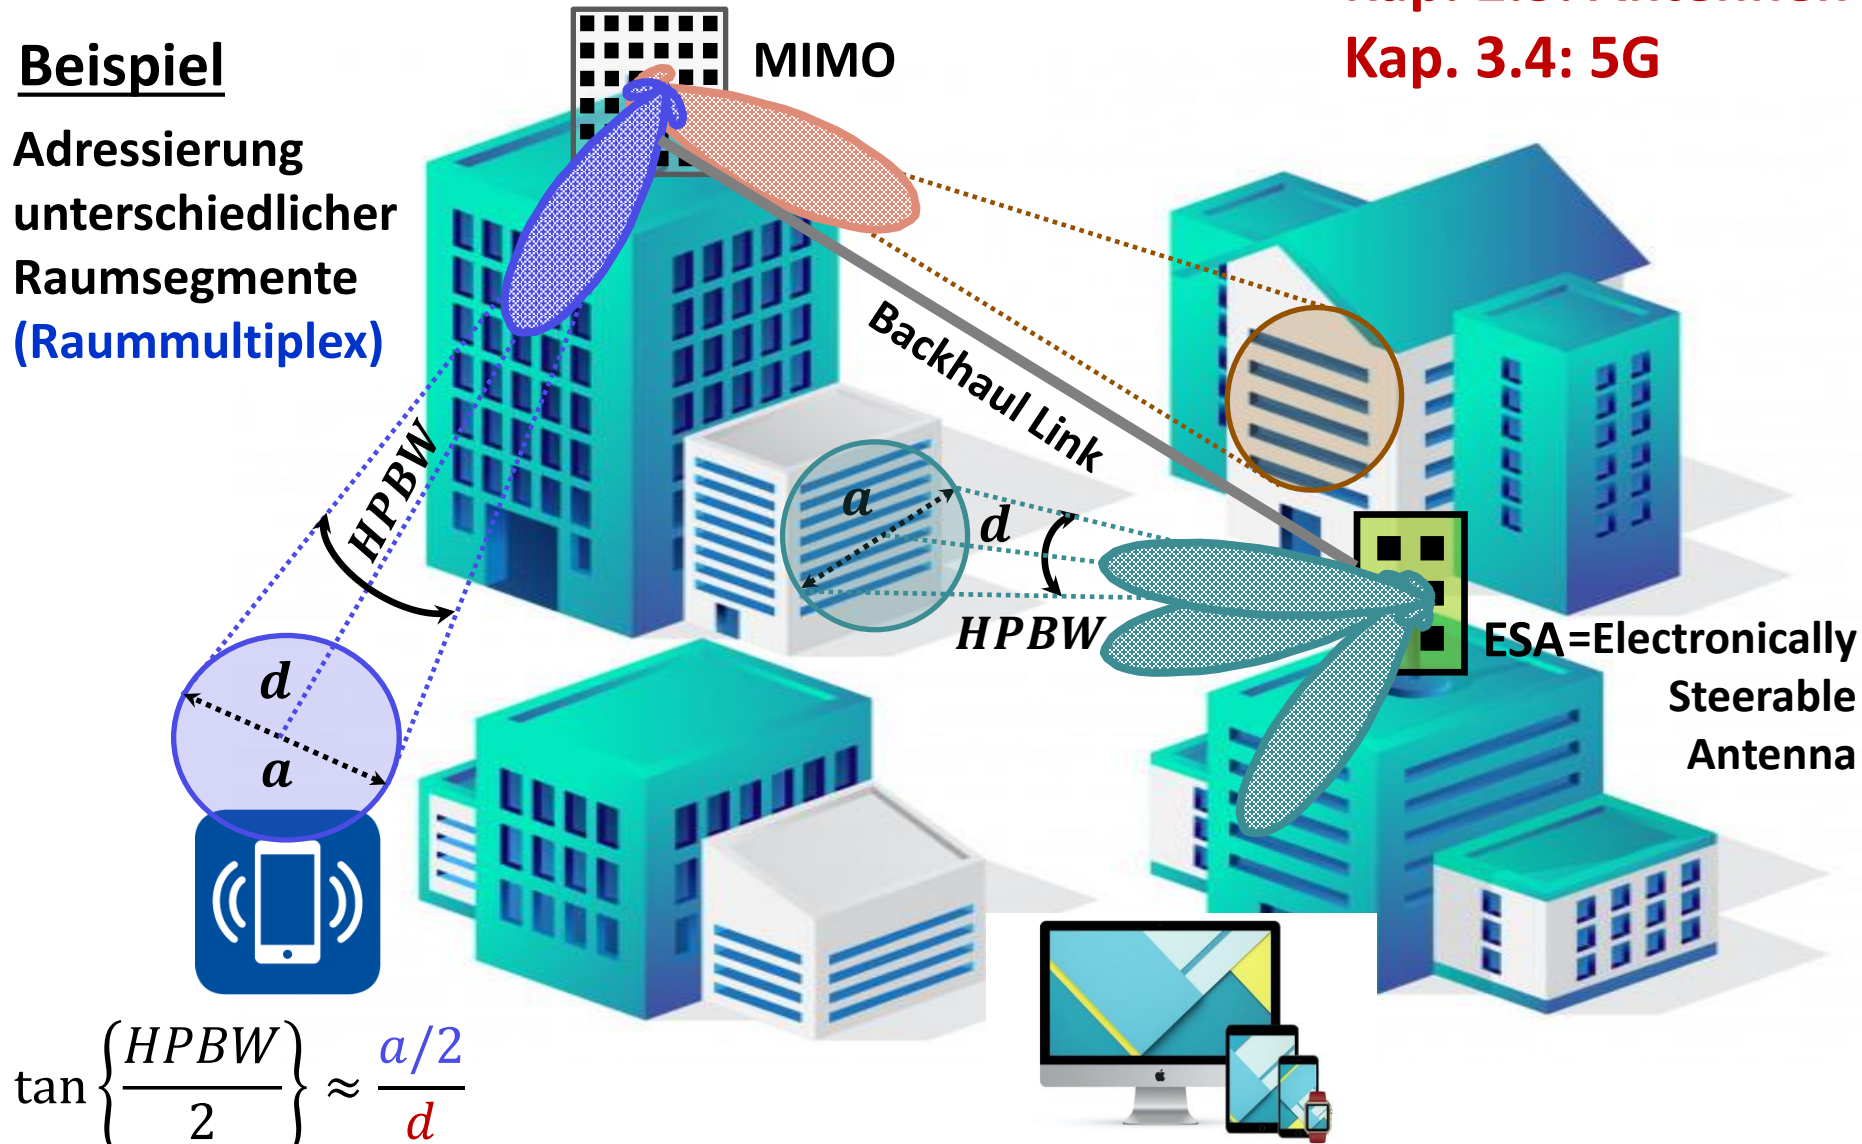 Kap. 3.4: 5G
Beispiel
MIMO
Adressierung
unterschiedlicher
Raumsegmente
(Raummultiplex)
Backhaul Link
HPBW
a
d
HPBW
ESA=Electronically
Steerable
Antenna
d
a
tan {HPBW/2} ≈ a/2 / d